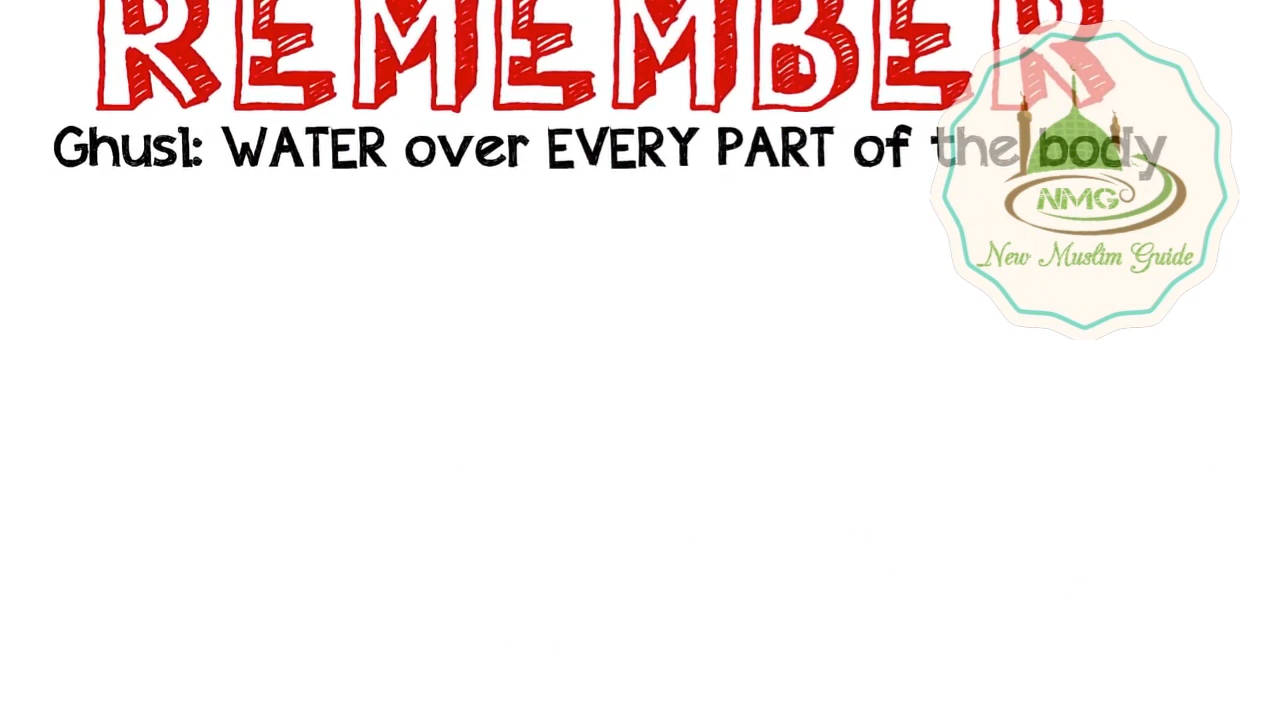 REMEMBER
Ghusl: WATER over EVERY PART of the body
NMG
New Muslim Guide